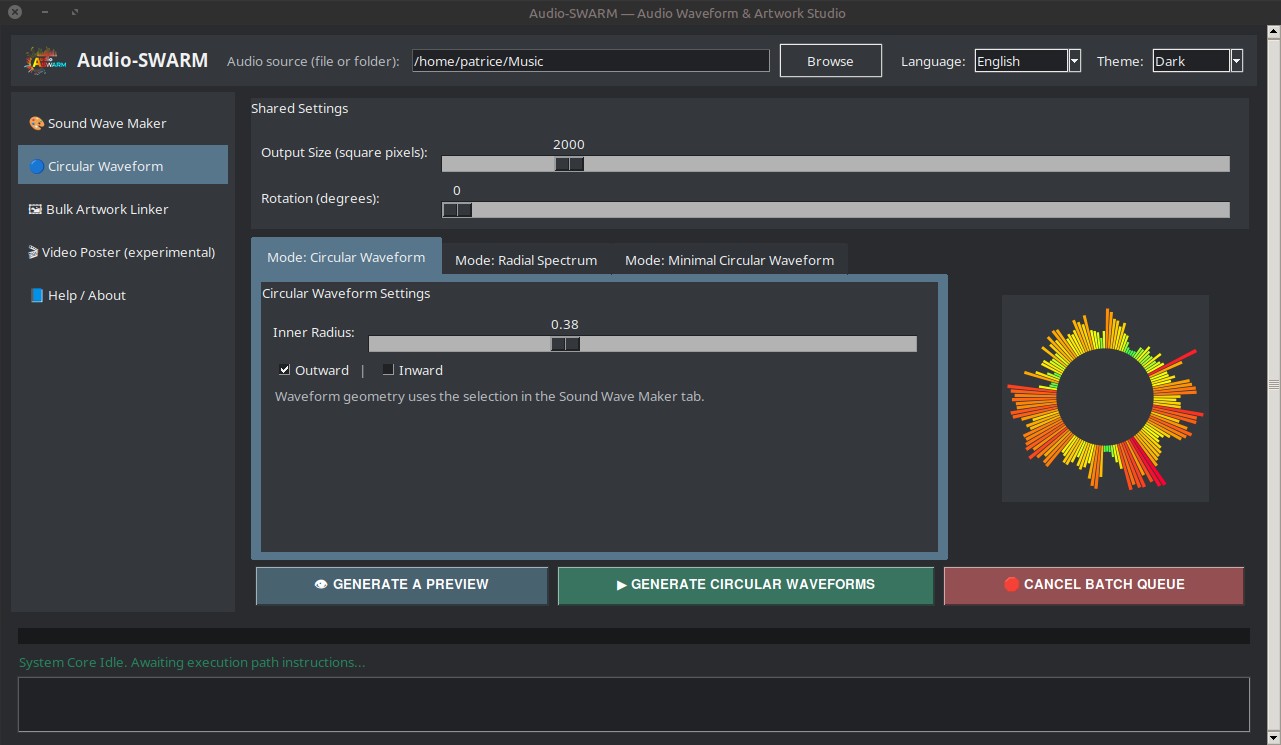 Audio-SWARM — Audio Waveform & Artwork Studio
Audio-SWARM
Audio source (file or folder):
/home/patrice/Music
Browse
Language:
English
Theme:
Dark
Sound Wave Maker
Circular Waveform
Bulk Artwork Linker
Video Poster (experimental)
Help / About
Shared Settings
2000
Output Size (square pixels):
0
Rotation (degrees):
Mode: Circular Waveform
Mode: Radial Spectrum
Mode: Minimal Circular Waveform
Circular Waveform Settings
0.38
Inner Radius:
Outward | Inward
Waveform geometry uses the selection in the Sound Wave Maker tab.
GENERATE A PREVIEW
GENERATE CIRCULAR WAVEFORMS
CANCEL BATCH QUEUE
System Core Idle. Awaiting execution path instructions...